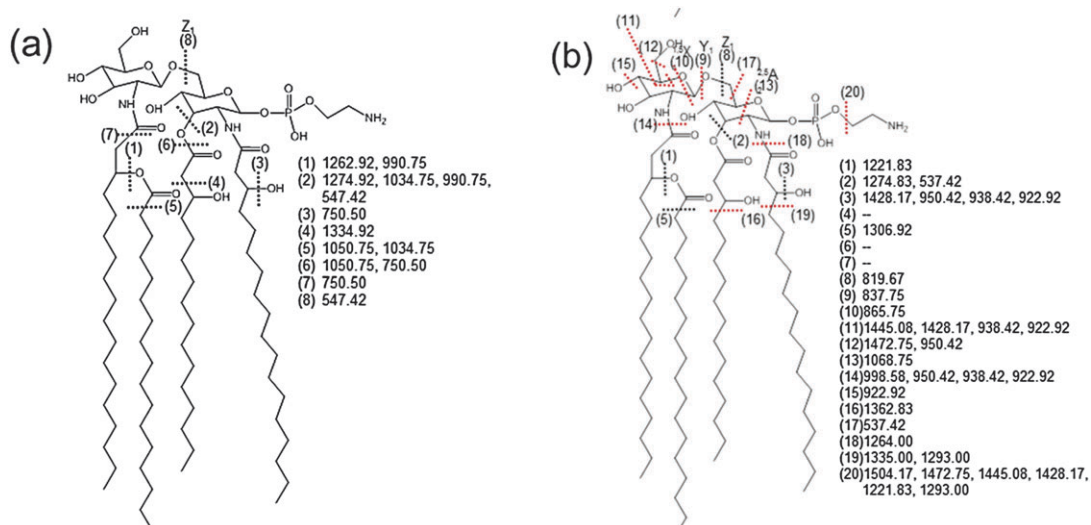 (a)
Z1
(8)
OH
HO
HO
O
O
O
HO
O
NH
O
(2)
NH
O
P
O
O
OH
NH2
(7)
O
(6)
(1)
O
O
(3)
O
(4)
OH
OH
O
(5)
(1) 1262.92, 990.75
(2) 1274.92, 1034.75, 990.75,
547.42
(3) 750.50
(4) 1334.92
(5) 1050.75, 1034.75
(6) 1050.75, 750.50
(7) 750.50
(8) 547.42
(b)
(11)
(12)
OH
1,5X
Y1
Z1
(10)
(9)
(8)
(15)
(17)
2,5A
(13)
(20)
HO
HO
O
O
O
HO
O
NH
O
NH
O
P
O
O
OH
NH2
(14)
(2)
(18)
O
(1)
O
O
(3)
O
OH
OH
O
(5)
(16)
(19)
(1) 1221.83
(2) 1274.83, 537.42
(3) 1428.17, 950.42, 938.42, 922.92
(4) --
(5) 1306.92
(6) --
(7) --
(8) 819.67
(9) 837.75
(10)865.75
(11)1445.08, 1428.17, 938.42, 922.92
(12)1472.75, 950.42
(13)1068.75
(14)998.58, 950.42, 938.42, 922.92
(15)922.92
(16)1362.83
(17)537.42
(18)1264.00
(19)1335.00, 1293.00
(20)1504.17, 1472.75, 1445.08, 1428.17,
1221.83, 1293.00